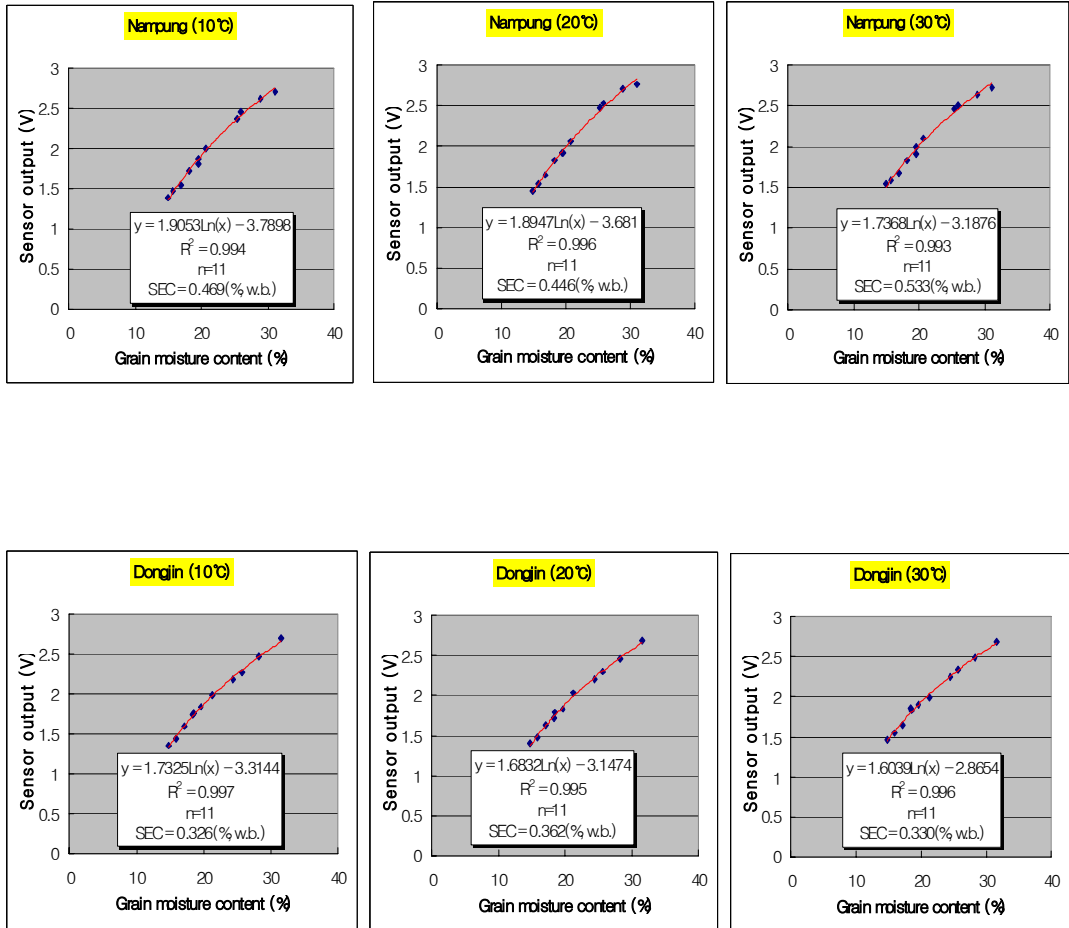 Nampung (10℃)
3
2.5
2
1.5
1
0.5
0
Sensor output (V)
y = 1.9053Ln(x) - 3.7898
R² = 0.994
n=11
SEC = 0.469(%, w.b.)
0 10 20 30 40
Grain moisture content (%)
Nampung (20℃)
3
2.5
2
1.5
1
0.5
0
Sensor output (V)
y = 1.8947Ln(x) - 3.681
R² = 0.996
n=11
SEC = 0.446(%, w.b.)
0 10 20 30 40
Grain moisture content (%)
Nampung (30℃)
3
2.5
2
1.5
1
0.5
0
Sensor output (V)
y = 1.7368Ln(x) - 3.1876
R² = 0.993
n=11
SEC = 0.533(%, w.b.)
0 10 20 30 40
Grain moisture content (%)
Dongjin (10℃)
3
2.5
2
1.5
1
0.5
0
Sensor output (V)
y = 1.7325Ln(x) - 3.3144
R² = 0.997
n=11
SEC = 0.326(%, w.b.)
0 10 20 30 40
Grain moisture content (%)
Dongjin (20℃)
3
2.5
2
1.5
1
0.5
0
Sensor output (V)
y = 1.6832Ln(x) - 3.1474
R² = 0.995
n=11
SEC = 0.362(%, w.b.)
0 10 20 30 40
Grain moisture content (%)
Dongjin (30℃)
3
2.5
2
1.5
1
0.5
0
Sensor output (V)
y = 1.6039Ln(x) - 2.8654
R² = 0.996
n=11
SEC = 0.330(%, w.b.)
0 10 20 30 40
Grain moisture content (%)